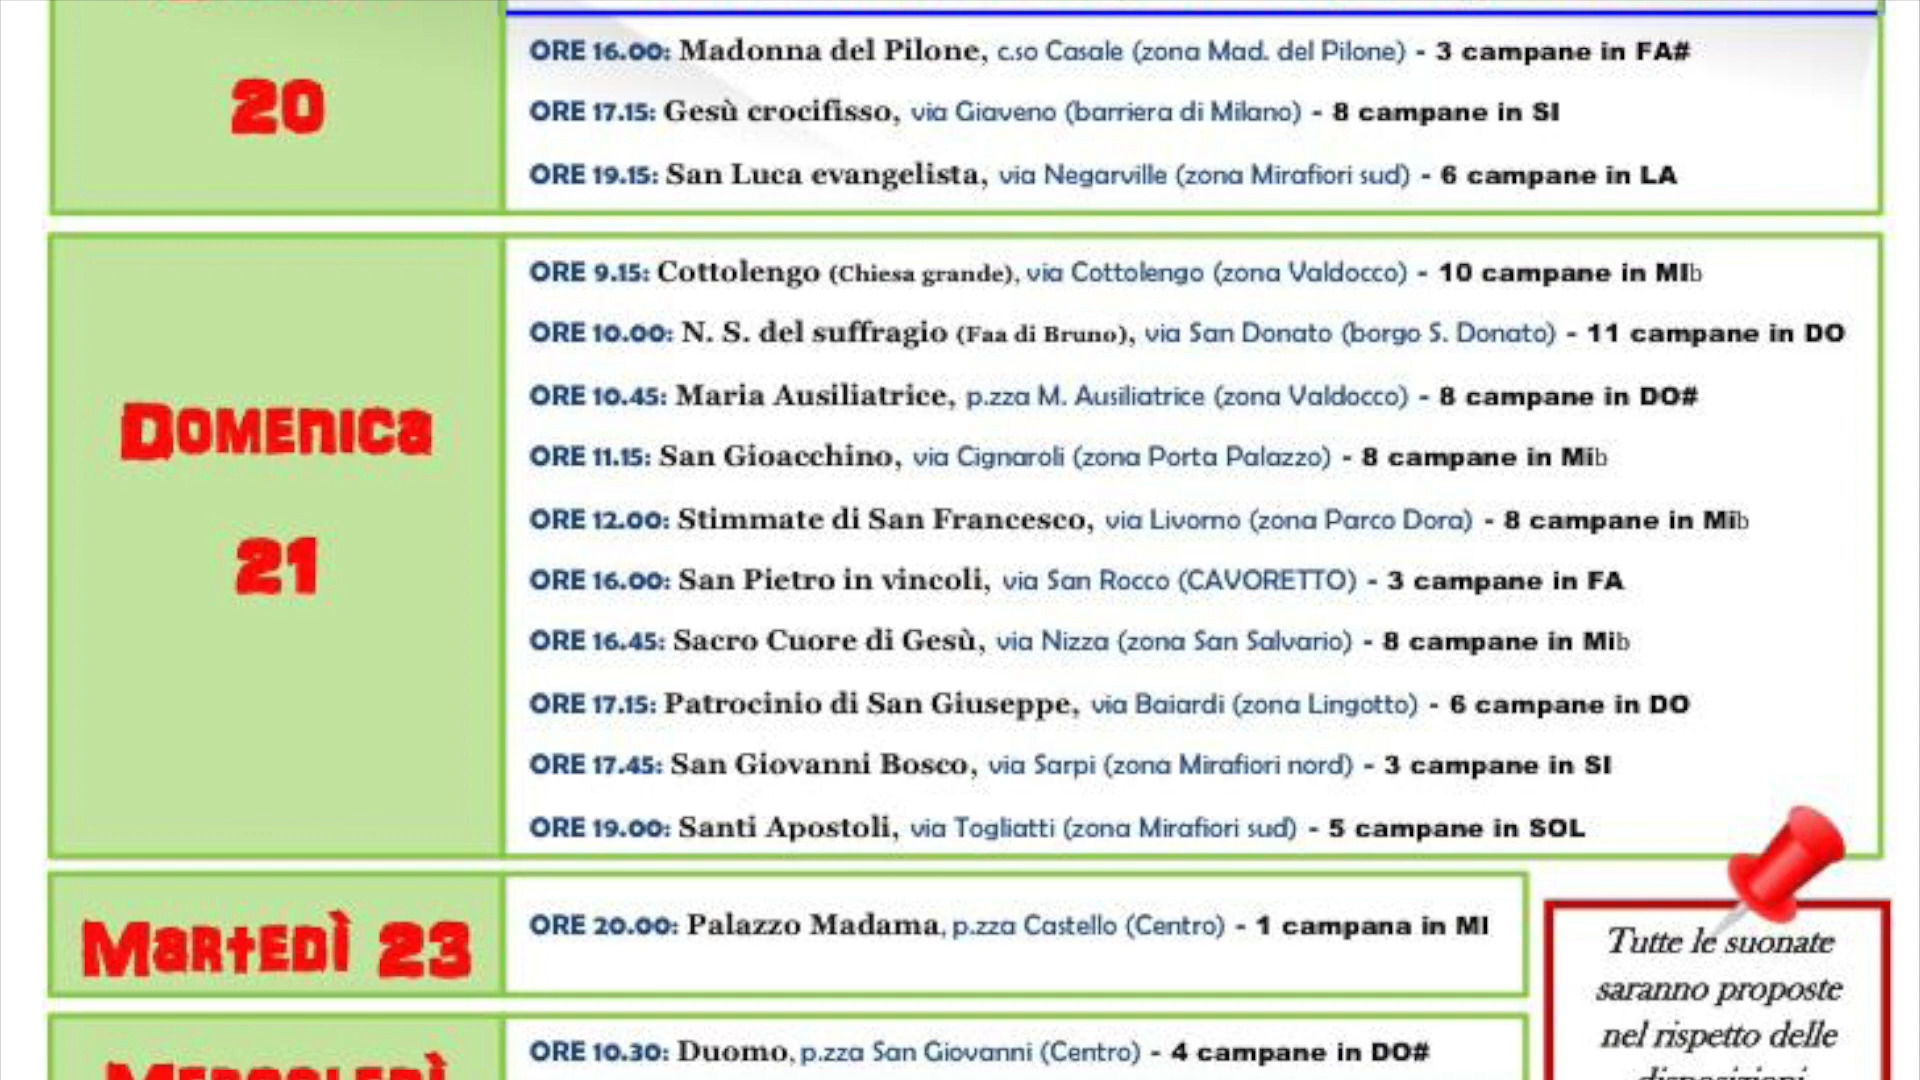 20
ORE 16.00: Madonna del Pilone, c.so Casale (zona Mad. del Pilone) - 3 campane in FA#
ORE 17.15: Gesù crocifisso, via Giaveno (barriera di Milano) - 8 campane in SI
ORE 19.15: San Luca evangelista, via Negarville (zona Mirafiori sud) - 6 campane in LA
Domenica
21
ORE 9.15: Cottolengo (Chiesa grande), via Cottolengo (zona Valdocco) - 10 campane in MIb
ORE 10.00: N. S. del suffragio (Faa di Bruno), via San Donato (borgo S. Donato) - 11 campane in DO
ORE 10.45: Maria Ausiliatrice, p.zza M. Ausiliatrice (zona Valdocco) - 8 campane in DO#
ORE 11.15: San Gioacchino, via Cignaroli (zona Porta Palazzo) - 8 campane in Mib
ORE 12.00: Stimmate di San Francesco, via Livorno (zona Parco Dora) - 8 campane in Mib
ORE 16.00: San Pietro in vincoli, via San Rocco (CAVORETTO) - 3 campane in FA
ORE 16.45: Sacro Cuore di Gesù, via Nizza (zona San Salvario) - 8 campane in Mib
ORE 17.15: Patrocinio di San Giuseppe, via Baiardi (zona Lingotto) - 6 campane in DO
ORE 17.45: San Giovanni Bosco, via Sarpi (zona Mirafiori nord) - 3 campane in SI
ORE 19.00: Santi Apostoli, via Togliatti (zona Mirafiori sud) - 5 campane in SOL
Martedì 23
ORE 20.00: Palazzo Madama, p.zza Castello (Centro) - 1 campana in MI
Mercoledì
ORE 10.30: Duomo, p.zza San Giovanni (Centro) - 4 campane in DO#
Tutte le suonate
saranno proposte
nel rispetto delle
disposizioni